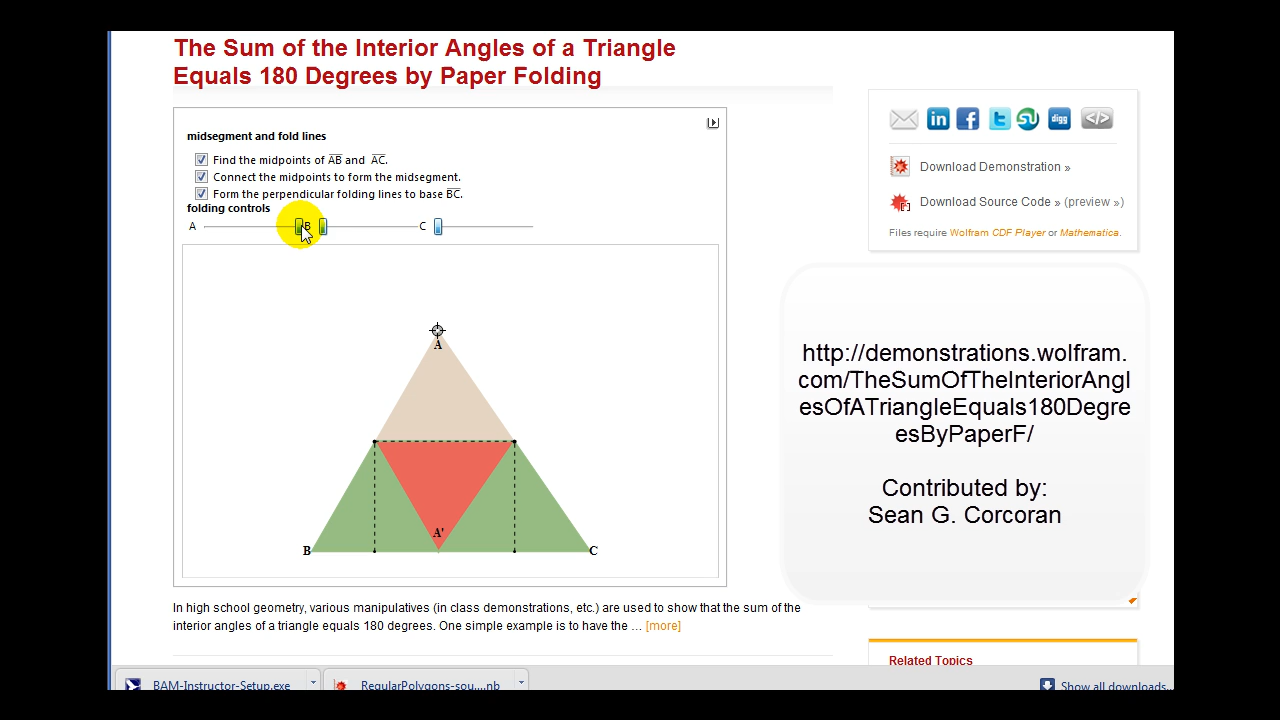 The Sum of the Interior Angles of a Triangle
Equals 180 Degrees by Paper Folding
midsegment and fold lines
Find the midpoints of AB and AC.
Connect the midpoints to form the midsegment.
Form the perpendicular folding lines to base BC.
folding controls
A B C
A
A'
B C
In high school geometry, various manipulatives (in class demonstrations, etc.) are used to show that the sum of the
interior angles of a triangle equals 180 degrees. One simple example is to have the … [more]
in f t digg </>
Download Demonstration »
Download Source Code » (preview »)
Files require Wolfram CDF Player or Mathematica.
http://demonstrations.wolfram.
com/TheSumOfTheInteriorAngl
esOfATriangleEquals180Degre
esByPaperF/
Contributed by:
Sean G. Corcoran
Related Topics
BAM-Instructor-Setup.exe
RegularPolygons-sou....nb
Show all downloads...